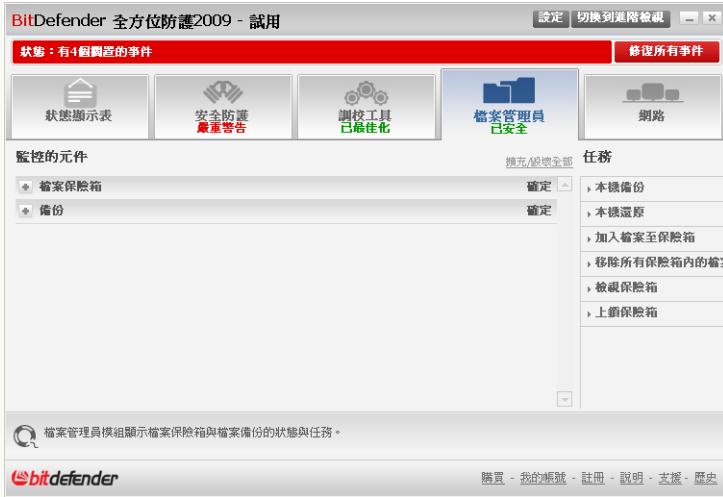 BitDefender 全方位防護2009 - 試用
設定 切換到進階檢視
狀態：有4個擱置的事件
修復所有事件
狀態顯示表
安全防護
嚴重警告
調校工具
已最佳化
檔案管理員
已安全
網路
監控的元件
擴充/毀壞全部
檔案保險箱 確定
備份 確定
任務
本機備份
本機還原
加入檔案至保險箱
移除所有保險箱內的檔
檢視保險箱
上鎖保險箱
檔案管理員模組顯示檔案保險箱與檔案備份的狀態與任務。
bitdefender
購買 - 我的帳號 - 註冊 - 說明 - 支援 - 歷史